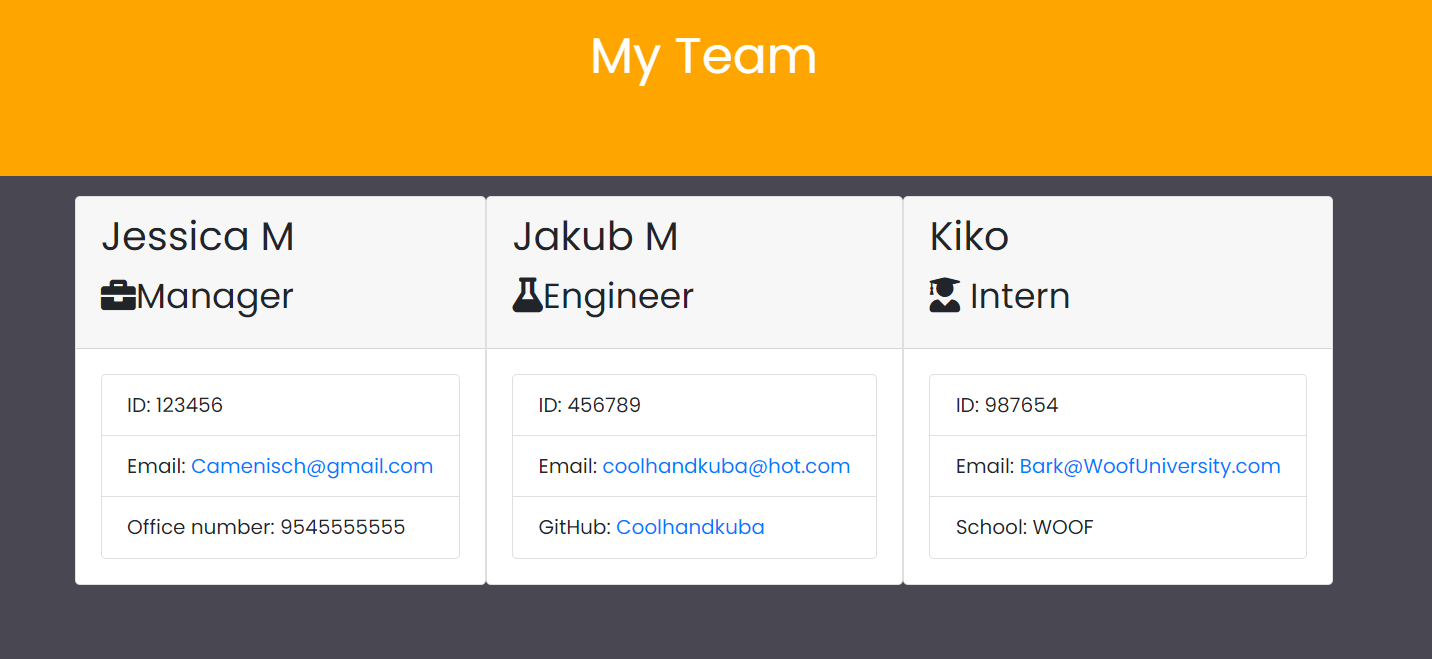 My Team
Jessica M
Manager
ID: 123456
Email: Camenisch@gmail.com
Office number: 9545555555
Jakub M
Engineer
ID: 456789
Email: coolhandkuba@hot.com
GitHub: Coolhandkuba
Kiko
Intern
ID: 987654
Email: Bark@WoofUniversity.com
School: WOOF